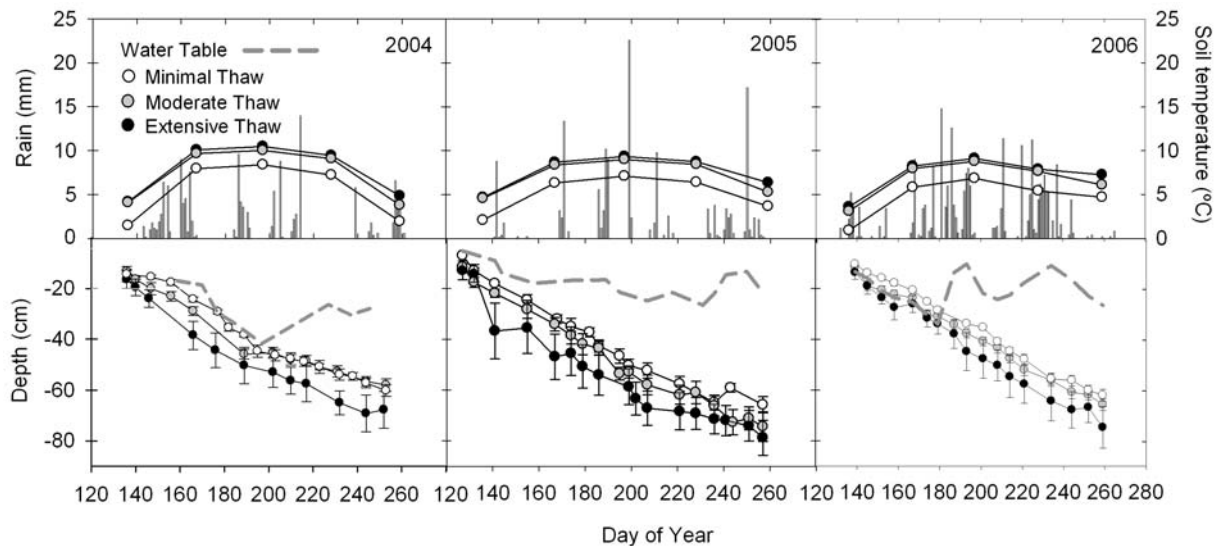 25
20
15
10
5
0
Rain (mm)
2004
Water Table
Minimal Thaw
Moderate Thaw
Extensive Thaw
2005
2006
25
20
15
10
5
0
Soil temperature (ºC)
-20
-40
-60
-80
Depth (cm)
120 140 160 180 200 220 240 260
120 140 160 180 200 220 240 260
120 140 160 180 200 220 240 260 280
Day of Year